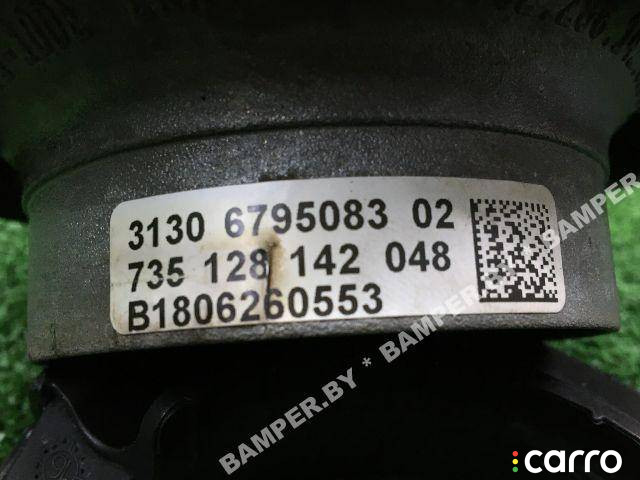 3130 6795083 02
735 128 142 048
B1806260553
BAMPER.BY * BAMPER.BY * BAMPER
carro